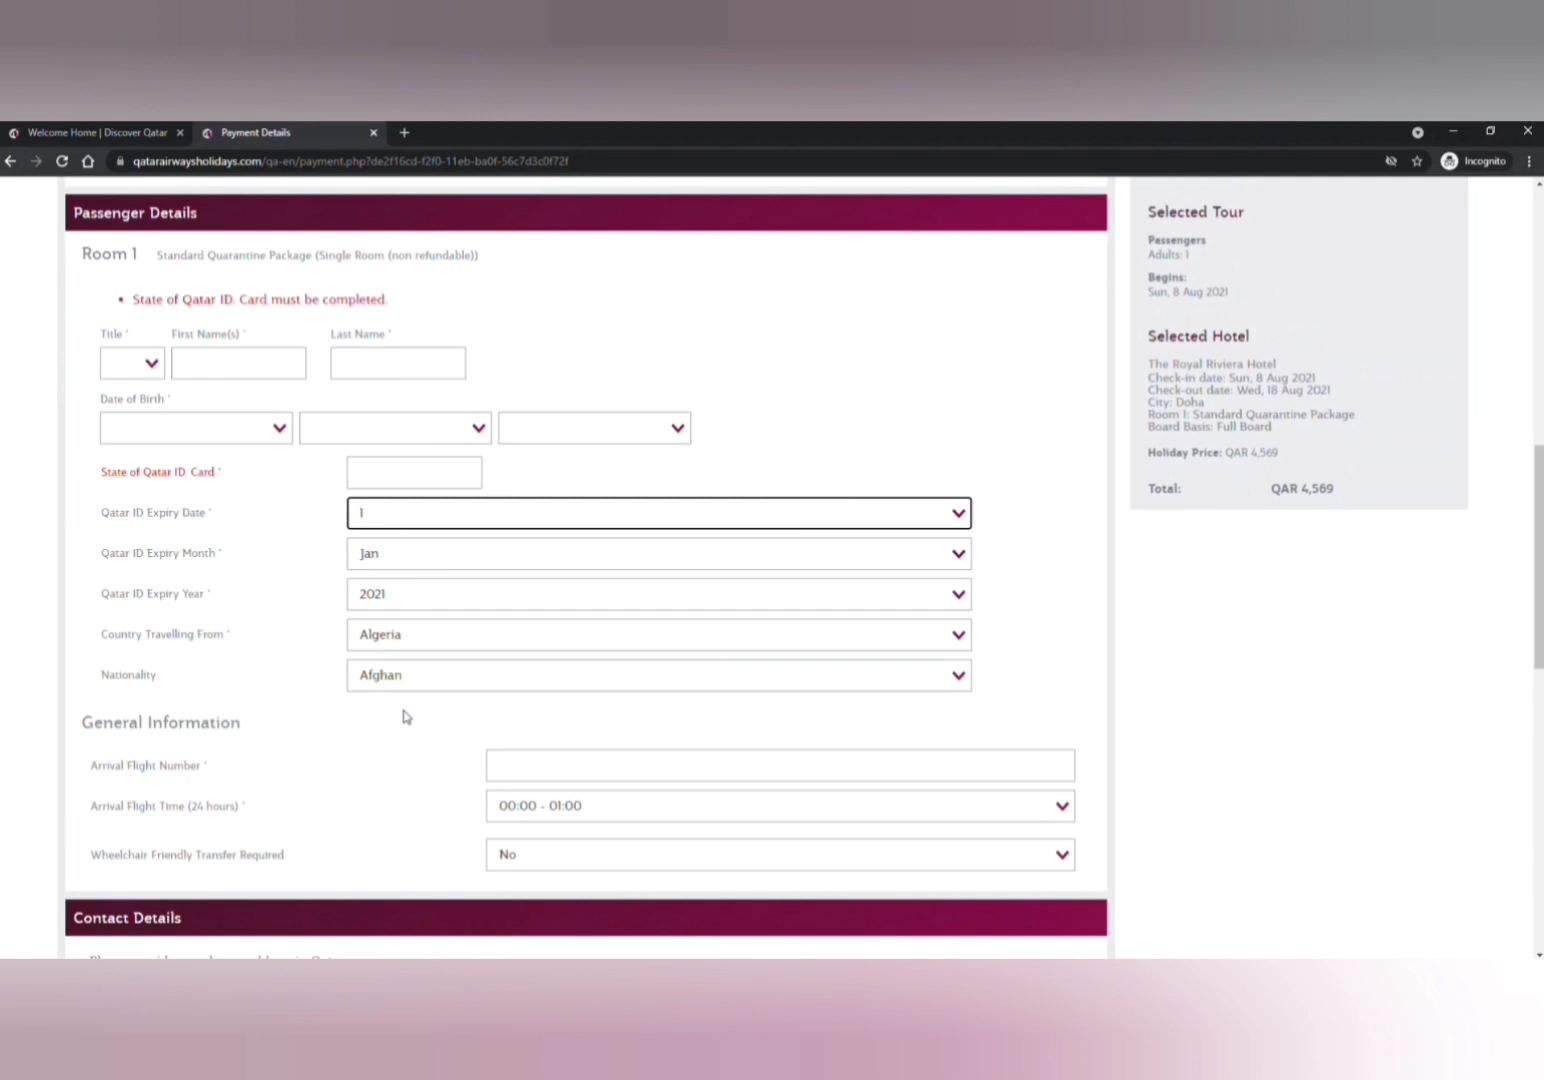 Welcome Home | Discover Qatar
Payment Details
qatarairwaysholidays.com/qa-en/payment.php?de2f16cd-f2f0-11eb-ba0f-56c7d3c0f72f
Incognito
Passenger Details
Room 1 Standard Quarantine Package (Single Room (non refundable))
• State of Qatar ID. Card must be completed.
Title * First Name(s) * Last Name *
Date of Birth *
State of Qatar ID. Card *
Qatar ID Expiry Date * 1
Qatar ID Expiry Month * Jan
Qatar ID Expiry Year * 2021
Country Travelling From * Algeria
Nationality Afghan
General Information
Arrival Flight Number *
Arrival Flight Time (24 hours) * 00:00 - 01:00
Wheelchair Friendly Transfer Required No
Contact Details
Selected Tour
Passengers
Adults: 1
Begins:
Sun, 8 Aug 2021
Selected Hotel
The Royal Riviera Hotel
Check-in date: Sun, 8 Aug 2021
Check-out date: Wed, 18 Aug 2021
City: Doha
Room 1: Standard Quarantine Package
Board Basis: Full Board
Holiday Price: QAR 4,569
Total: QAR 4,569